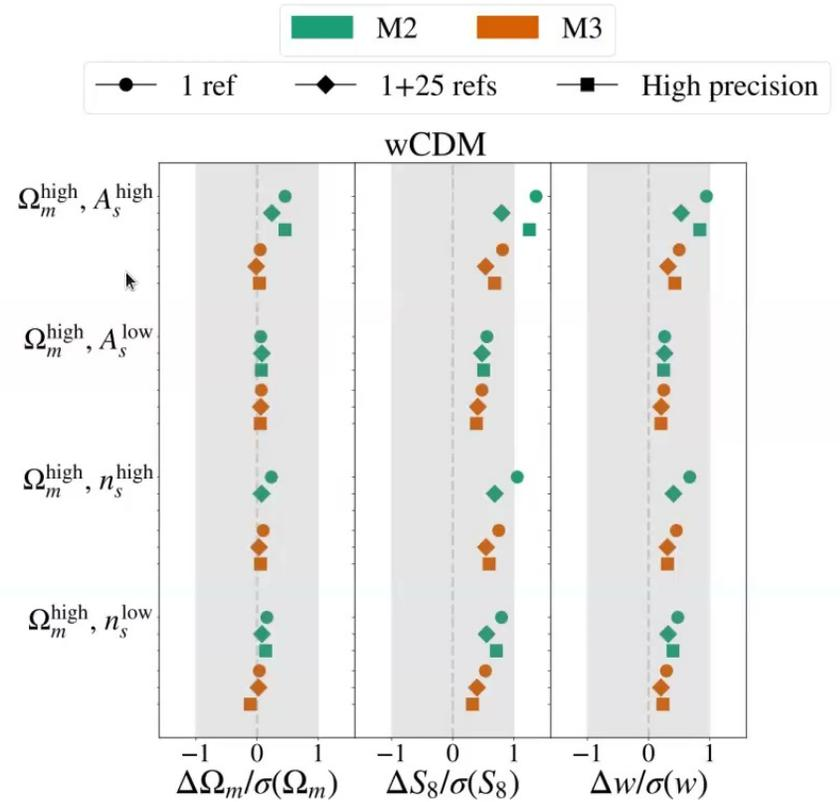 M2 M3
1 ref 1+25 refs High precision
wCDM
Ωₘʰⁱᵍʰ, Aₛʰⁱᵍʰ
Ωₘʰⁱᵍʰ, Aₛˡᵒʷ
Ωₘʰⁱᵍʰ, nₛʰⁱᵍʰ
Ωₘʰⁱᵍʰ, nₛˡᵒʷ
−1 0 1 −1 0 1 −1 0 1
ΔΩₘ/σ(Ωₘ) ΔS₈/σ(S₈) Δw/σ(w)